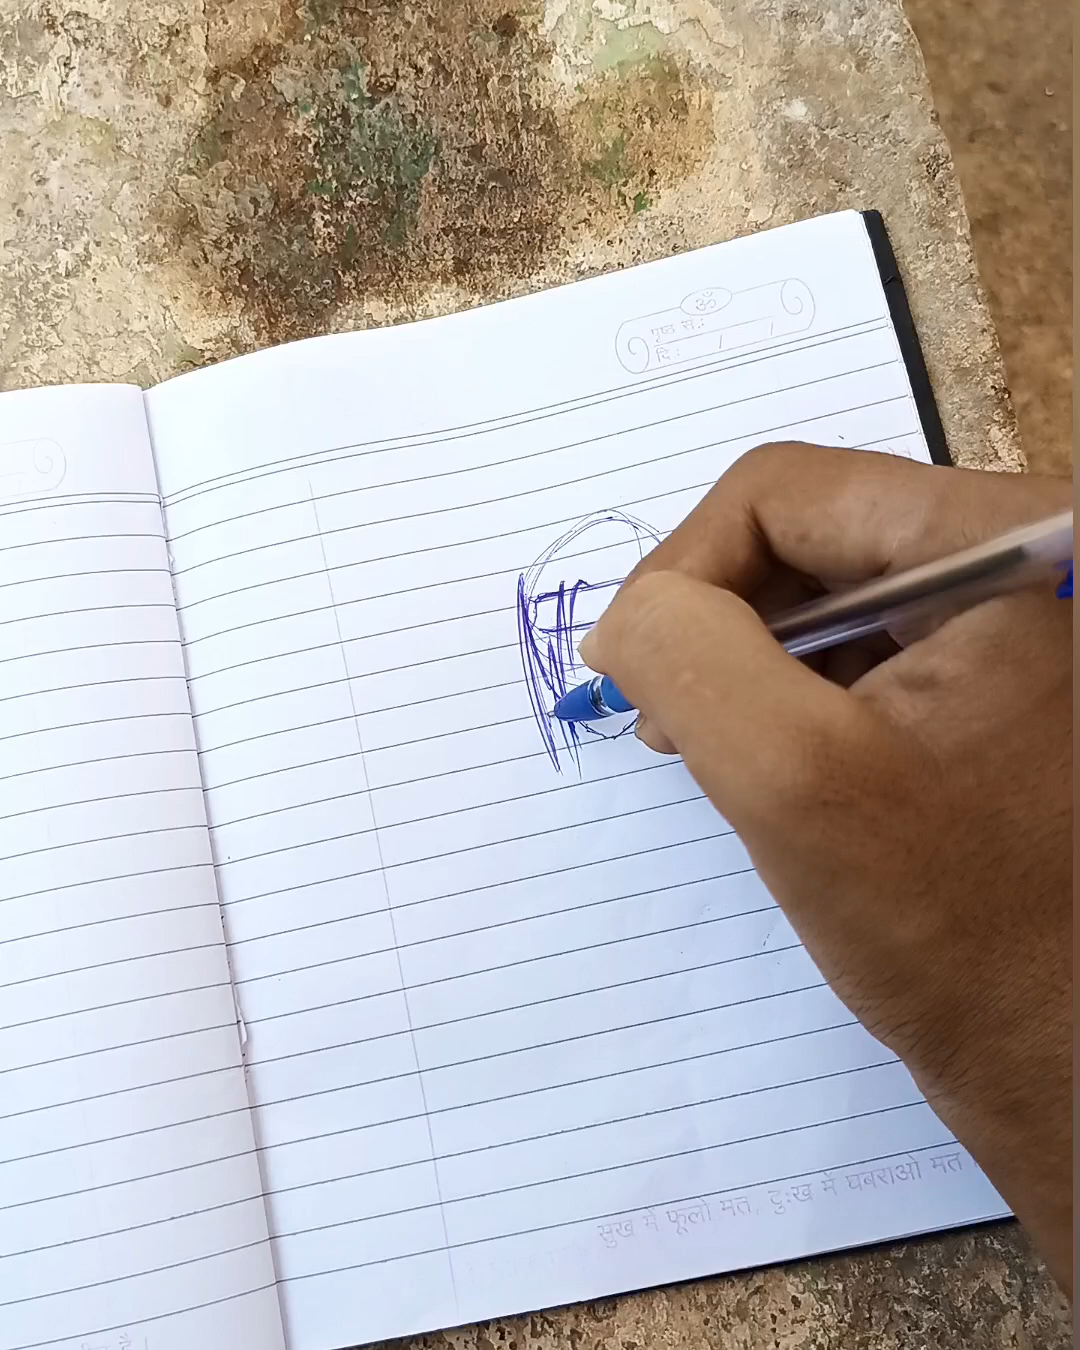 ॐ
पृष्ठ सं.:
दि.: / /
सुख में फूलो मत, दुःख में घबराओ मत
है।